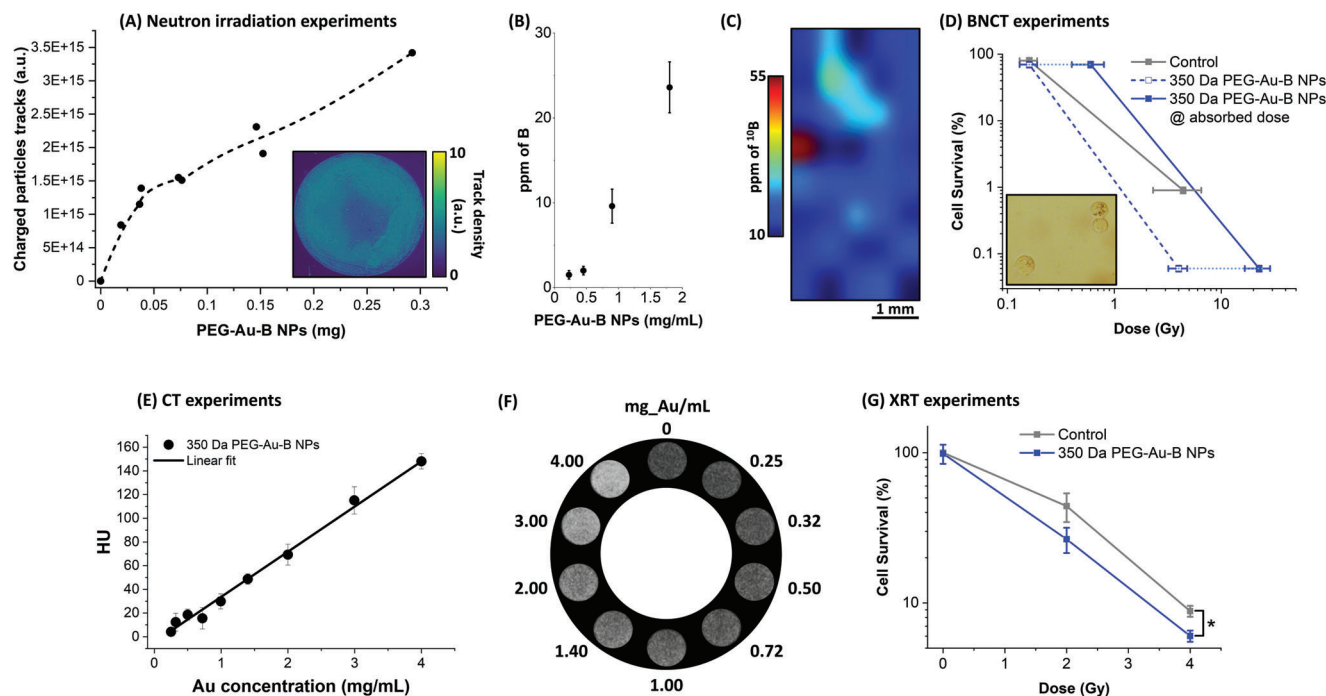 (A) Neutron irradiation experiments
Charged particles tracks (a.u.)
3.5E+15
3E+15
2.5E+15
2E+15
1.5E+15
1E+15
5E+14
0
0
0.05
0.1
0.15
0.2
0.25
0.3
PEG-Au-B NPs (mg)
10
0
Track density
(a.u.)
(B)
ppm of B
30
20
10
0
0
0.5
1
1.5
2
PEG-Au-B NPs (mg/mL)
(C)
55
10
ppm of ¹⁰B
1 mm
(D) BNCT experiments
Control
350 Da PEG-Au-B NPs
350 Da PEG-Au-B NPs
@ absorbed dose
Cell Survival (%)
100
10
1
0.1
0.1
1
10
Dose (Gy)
(E) CT experiments
350 Da PEG-Au-B NPs
Linear fit
HU
160
140
120
100
80
60
40
20
0
0
1
2
3
4
Au concentration (mg/mL)
(F)
mg_Au/mL
0
0.25
0.32
0.50
0.72
1.00
1.40
2.00
3.00
4.00
(G) XRT experiments
Control
350 Da PEG-Au-B NPs
Cell Survival (%)
100
10
*
0
2
4
Dose (Gy)